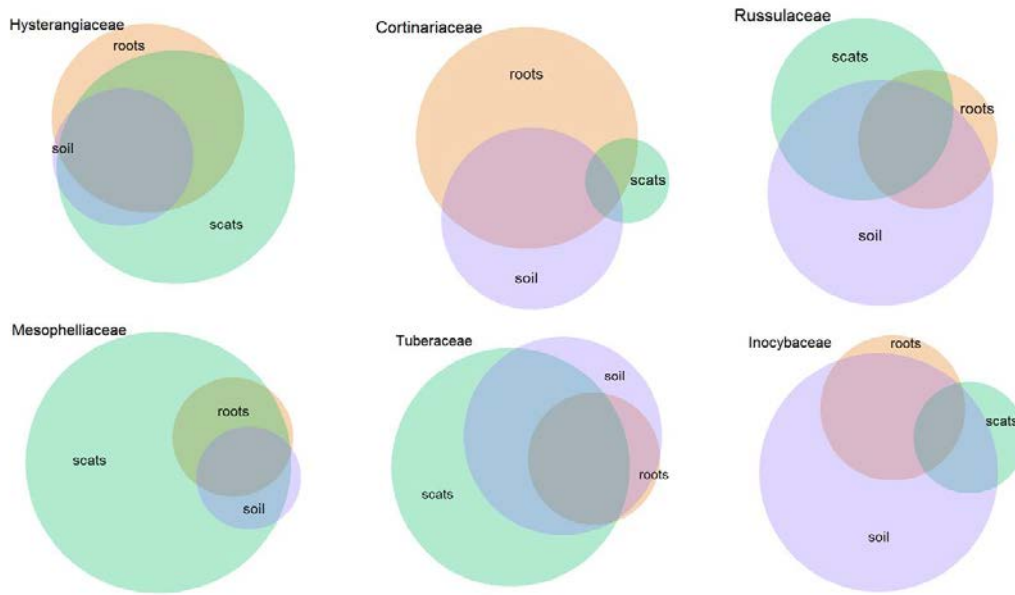 Hysterangiaceae
roots
soil
scats
Cortinariaceae
roots
scats
soil
Russulaceae
scats
roots
soil
Mesophelliaceae
roots
scats
soil
Tuberaceae
soil
scats
roots
Inocybaceae
roots
scats
soil